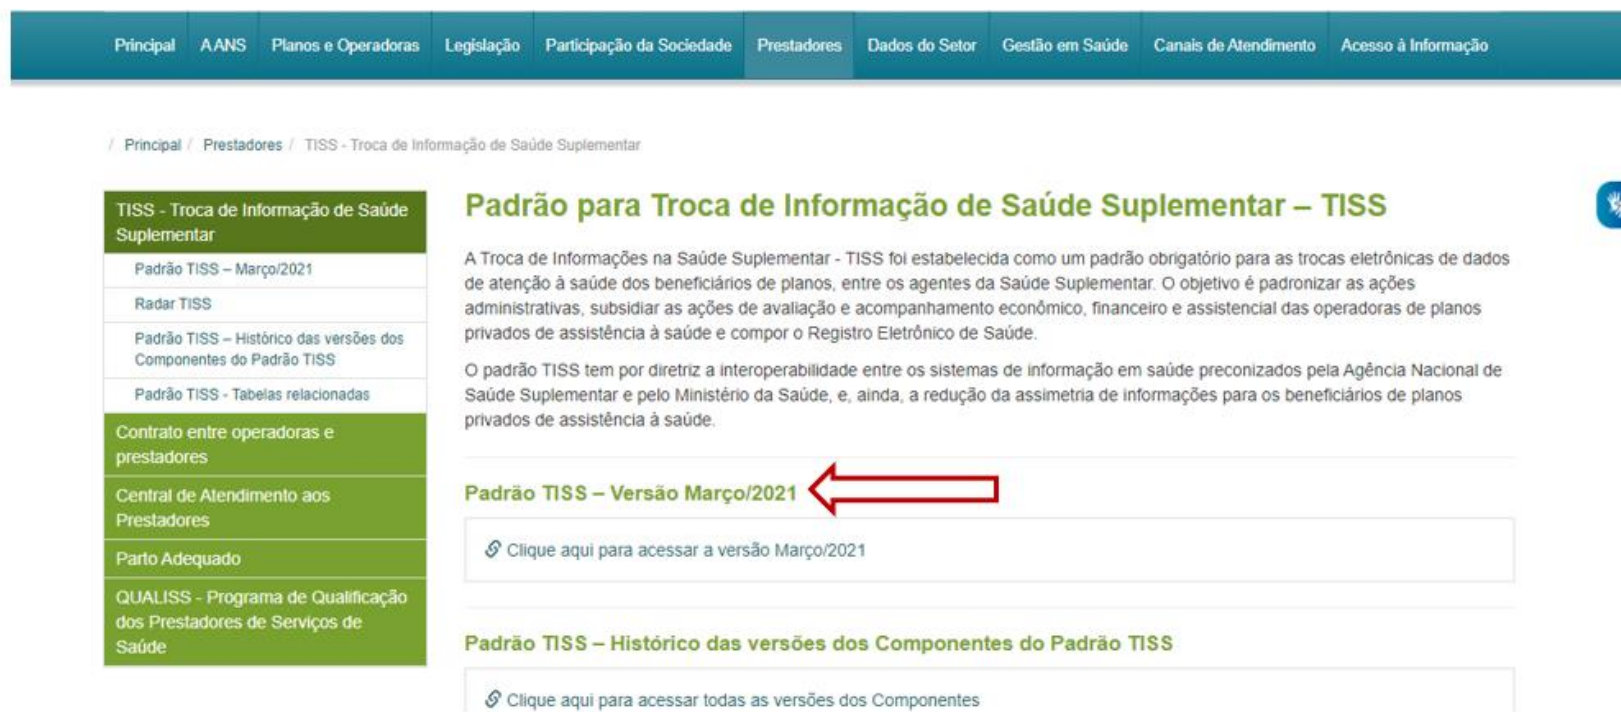 Principal AANS Planos e Operadoras Legislação Participação da Sociedade Prestadores Dados do Setor Gestão em Saúde Canais de Atendimento Acesso à Informação
/ Principal / Prestadores / TISS - Troca de Informação de Saúde Suplementar
TISS - Troca de Informação de Saúde
Suplementar
Padrão TISS – Março/2021
Radar TISS
Padrão TISS – Histórico das versões dos
Componentes do Padrão TISS
Padrão TISS - Tabelas relacionadas
Contrato entre operadoras e
prestadores
Central de Atendimento aos
Prestadores
Parto Adequado
QUALISS - Programa de Qualificação
dos Prestadores de Serviços de
Saúde
Padrão para Troca de Informação de Saúde Suplementar – TISS
A Troca de Informações na Saúde Suplementar - TISS foi estabelecida como um padrão obrigatório para as trocas eletrônicas de dados
de atenção à saúde dos beneficiários de planos, entre os agentes da Saúde Suplementar. O objetivo é padronizar as ações
administrativas, subsidiar as ações de avaliação e acompanhamento econômico, financeiro e assistencial das operadoras de planos
privados de assistência à saúde e compor o Registro Eletrônico de Saúde.
O padrão TISS tem por diretriz a interoperabilidade entre os sistemas de informação em saúde preconizados pela Agência Nacional de
Saúde Suplementar e pelo Ministério da Saúde, e, ainda, a redução da assimetria de informações para os beneficiários de planos
privados de assistência à saúde.
Padrão TISS – Versão Março/2021
Clique aqui para acessar a versão Março/2021
Padrão TISS – Histórico das versões dos Componentes do Padrão TISS
Clique aqui para acessar todas as versões dos Componentes